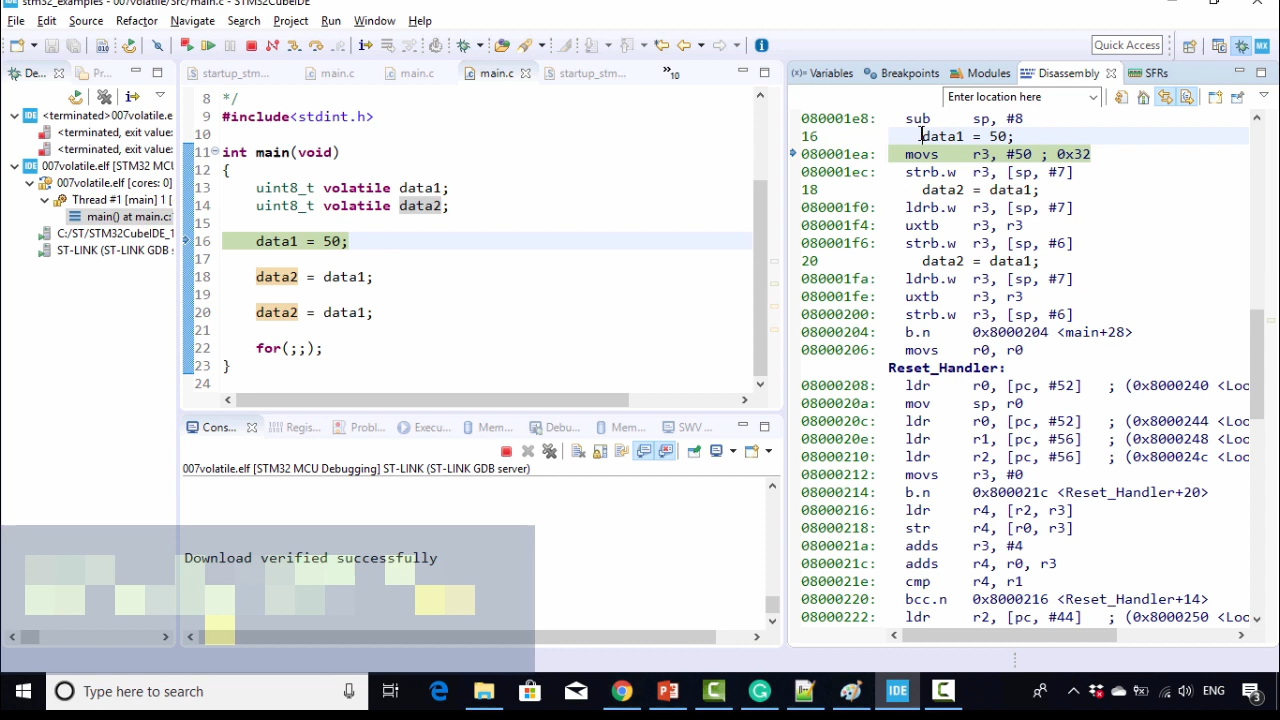 IDE stm32_examples - 007volatile/Src/main.c - STM32CubeIDE
File Edit Source Refactor Navigate Search Project Run Window Help
Quick Access
MX
De...
Pr...
startup_stm...
main.c
main.c
main.c
startup_stm...
»10
(x)= Variables
Breakpoints
Modules
Disassembly
SFRs
Enter location here
<terminated> 007volatile.elf
<terminated, exit value:
<terminated, exit value:
007volatile.elf [STM32 MCU
007volatile.elf [cores: 0]
Thread #1 [main] 1 [
main() at main.c:
C:/ST/STM32CubeIDE_1
ST-LINK (ST-LINK GDB
8 */
9 #include<stdint.h>
10
11 int main(void)
12 {
13 uint8_t volatile data1;
14 uint8_t volatile data2;
15
16 data1 = 50;
17
18 data2 = data1;
19
20 data2 = data1;
21
22 for(;;);
23 }
24
080001e8: sub sp, #8
16 data1 = 50;
080001ea: movs r3, #50 ; 0x32
080001ec: strb.w r3, [sp, #7]
18 data2 = data1;
080001f0: ldrb.w r3, [sp, #7]
080001f4: uxtb r3, r3
080001f6: strb.w r3, [sp, #6]
20 data2 = data1;
080001fa: ldrb.w r3, [sp, #7]
080001fe: uxtb r3, r3
08000200: strb.w r3, [sp, #6]
08000204: b.n 0x8000204 <main+28>
08000206: movs r0, r0
Reset_Handler:
08000208: ldr r0, [pc, #52] ; (0x8000240 <Loo
0800020a: mov sp, r0
0800020c: ldr r0, [pc, #52] ; (0x8000244 <Loo
0800020e: ldr r1, [pc, #56] ; (0x8000248 <Loo
08000210: ldr r2, [pc, #56] ; (0x800024c <Loo
08000212: movs r3, #0
08000214: b.n 0x800021c <Reset_Handler+20>
08000216: ldr r4, [r2, r3]
08000218: str r4, [r0, r3]
0800021a: adds r3, #4
0800021c: adds r4, r0, r3
0800021e: cmp r4, r1
08000220: bcc.n 0x8000216 <Reset_Handler+14>
08000222: ldr r2, [pc, #44] ; (0x8000250 <Loo
Cons...
Regis...
Probl...
Execu...
Mem...
Debu...
Mem...
SWV ...
007volatile.elf [STM32 MCU Debugging] ST-LINK (ST-LINK GDB server)
Download verified successfully
Type here to search
IDE
ENG
3